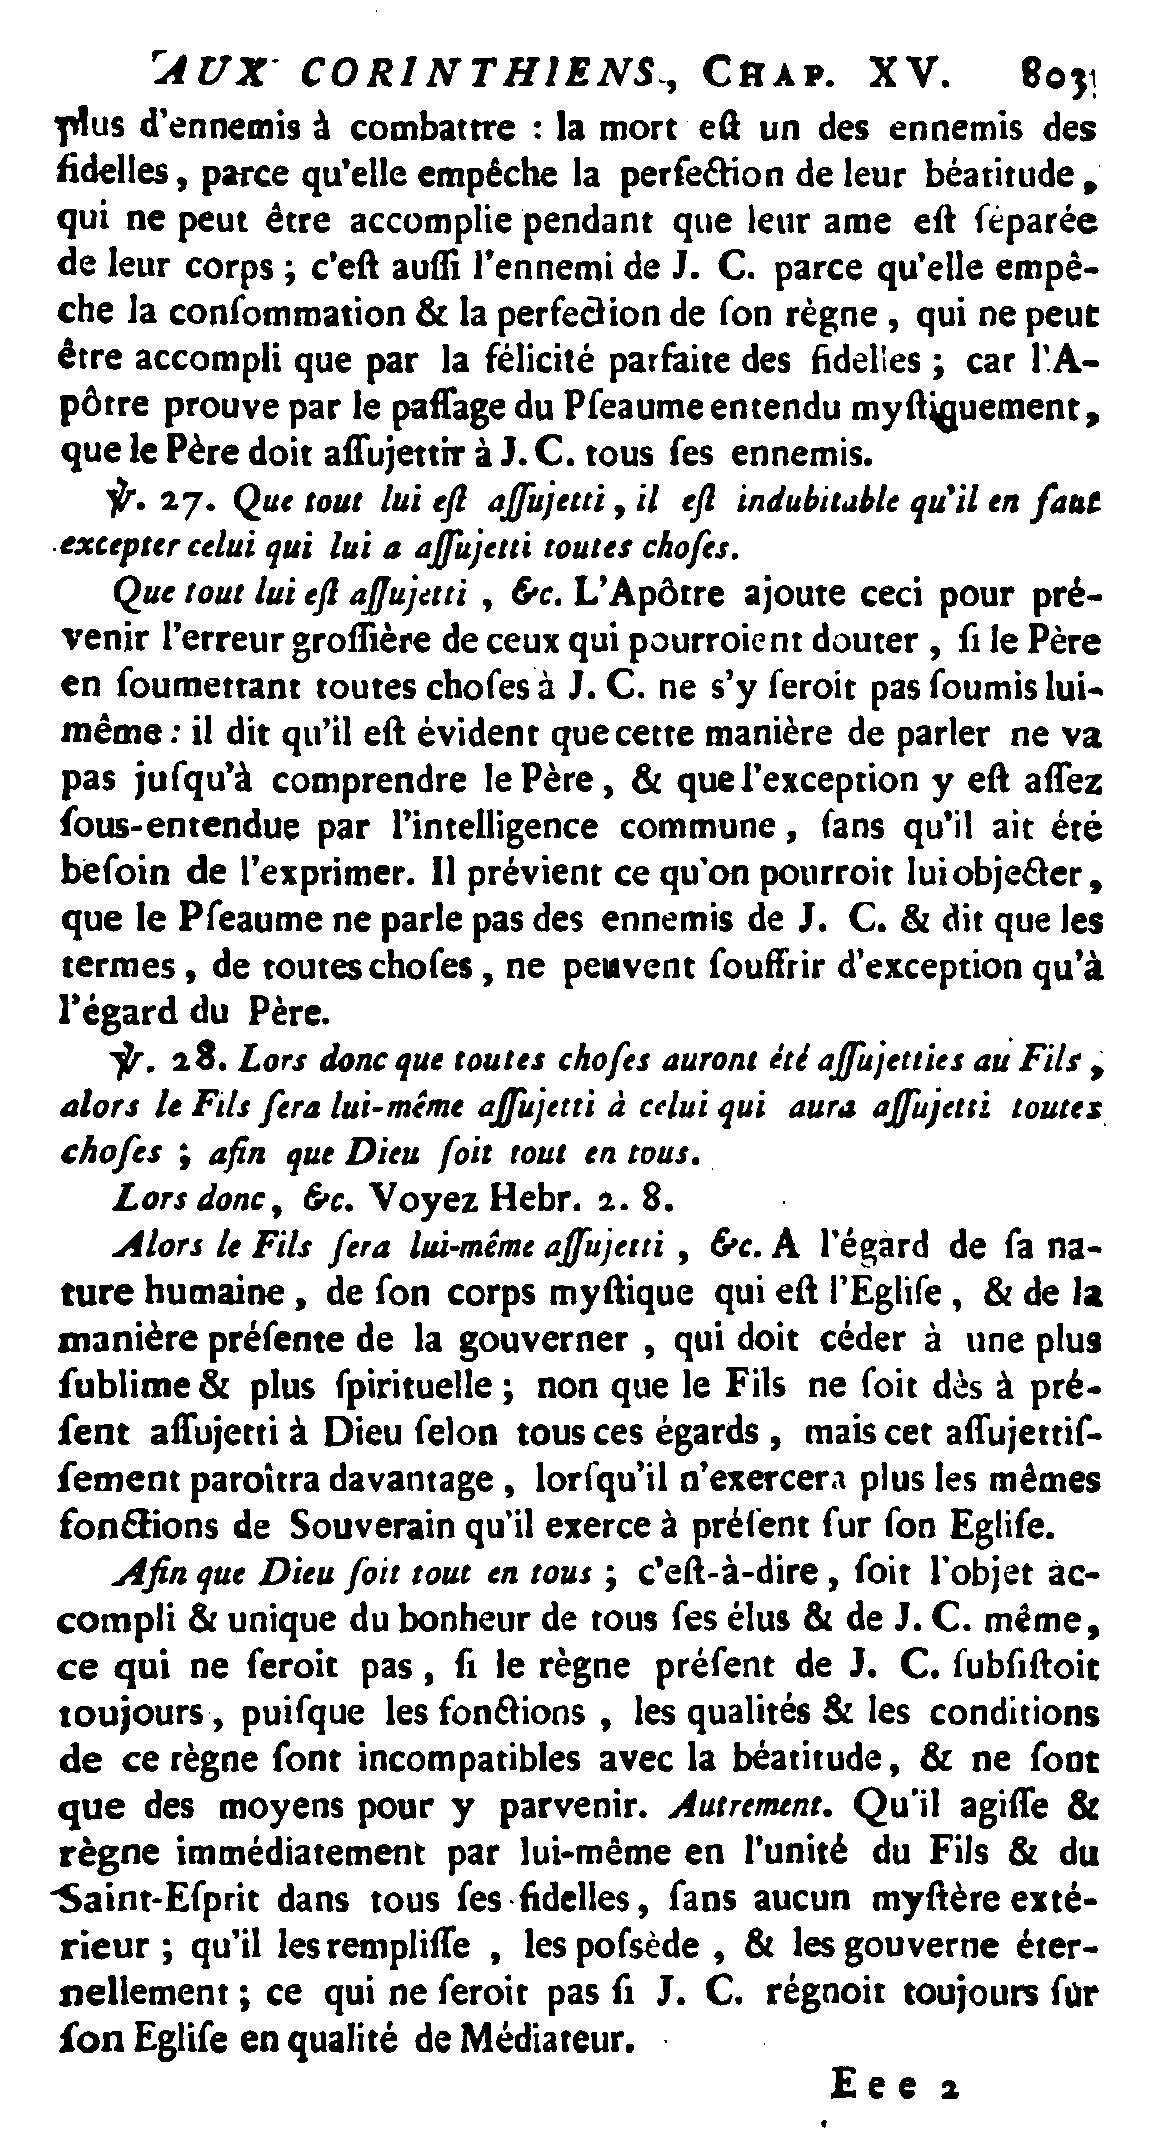 AUX CORINTHIENS, CHAP. XV. 803
plus d'ennemis à combattre : la mort eſt un des ennemis des
fidelles, parce qu'elle empêche la perfection de leur béatitude,
qui ne peut être accomplie pendant que leur ame eſt ſéparée
de leur corps ; c'eſt auſſi l'ennemi de J. C. parce qu'elle empê-
che la conſommation & la perfection de ſon règne, qui ne peut
être accompli que par la félicité parfaite des fidelles ; car l'A-
pôtre prouve par le paſſage du Pſeaume entendu myſtiquement,
que le Père doit aſſujettir à J. C. tous ſes ennemis.
℣. 27. Que tout lui eſt aſſujetti, il eſt indubitable qu'il en faut
excepter celui qui lui a aſſujetti toutes choſes.
Que tout lui eſt aſſujetti, &c. L'Apôtre ajoute ceci pour pré-
venir l'erreur groſſière de ceux qui pourroient douter, ſi le Père
en ſoumettant toutes choſes à J. C. ne s'y ſeroit pas ſoumis lui-
même : il dit qu'il eſt évident que cette manière de parler ne va
pas juſqu'à comprendre le Père, & que l'exception y eſt aſſez
ſous-entendue par l'intelligence commune, ſans qu'il ait été
beſoin de l'exprimer. Il prévient ce qu'on pourroit lui objecter,
que le Pſeaume ne parle pas des ennemis de J. C. & dit que les
termes, de toutes choſes, ne peuvent ſouffrir d'exception qu'à
l'égard du Père.
℣. 28. Lors donc que toutes choſes auront été aſſujetties au Fils,
alors le Fils ſera lui-même aſſujetti à celui qui aura aſſujetti toutes
choſes ; afin que Dieu ſoit tout en tous.
Lors donc, &c. Voyez Hebr. 2. 8.
Alors le Fils ſera lui-même aſſujetti, &c. A l'égard de ſa na-
ture humaine, de ſon corps myſtique qui eſt l'Egliſe, & de la
manière préſente de la gouverner, qui doit céder à une plus
ſublime & plus ſpirituelle ; non que le Fils ne ſoit dès à pré-
ſent aſſujetti à Dieu ſelon tous ces égards, mais cet aſſujettiſ-
ſement paroîtra davantage, lorſqu'il n'exercera plus les mêmes
fonctions de Souverain qu'il exerce à préſent ſur ſon Egliſe.
Afin que Dieu ſoit tout en tous ; c'eſt-à-dire, ſoit l'objet ac-
compli & unique du bonheur de tous ſes élus & de J. C. même,
ce qui ne ſeroit pas, ſi le règne préſent de J. C. ſubſiſtoit
toujours, puiſque les fonctions, les qualités & les conditions
de ce règne ſont incompatibles avec la béatitude, & ne ſont
que des moyens pour y parvenir. Autrement. Qu'il agiſſe &
règne immédiatement par lui-même en l'unité du Fils & du
Saint-Eſprit dans tous ſes fidelles, ſans aucun myſtère exté-
rieur ; qu'il les rempliſſe, les poſsède, & les gouverne éter-
nellement ; ce qui ne ſeroit pas ſi J. C. régnoit toujours ſur
ſon Egliſe en qualité de Médiateur.
Eee 2